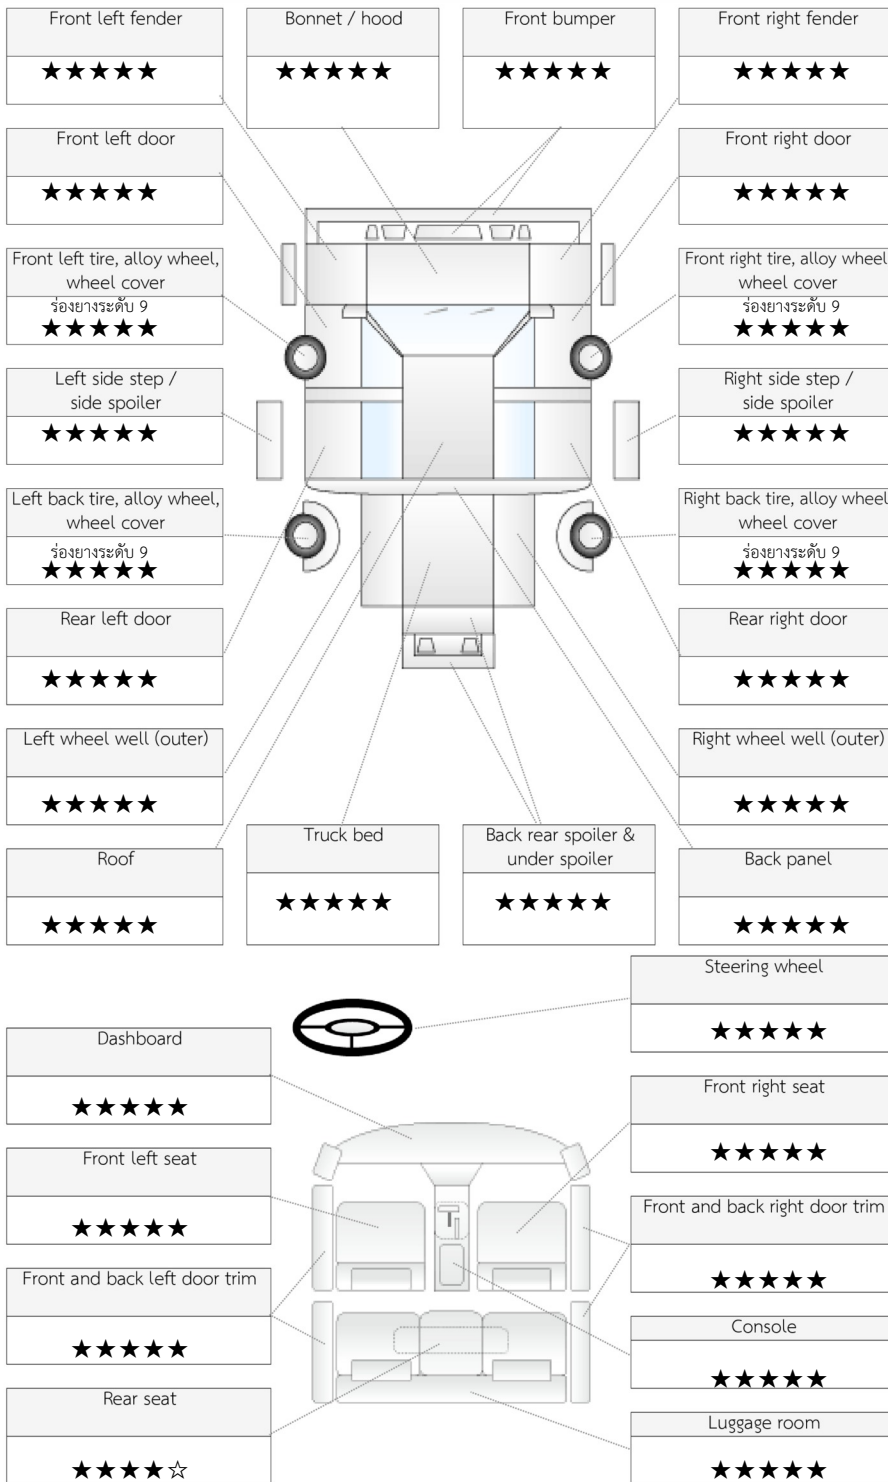 Front left fender
★★★★★
Bonnet / hood
★★★★★
Front bumper
★★★★★
Front right fender
★★★★★
Front left door
★★★★★
Front right door
★★★★★
Front left tire, alloy wheel,
wheel cover
ร่องยางระดับ 9
★★★★★
Front right tire, alloy wheel
wheel cover
ร่องยางระดับ 9
★★★★★
Left side step /
side spoiler
★★★★★
Right side step /
side spoiler
★★★★★
Left back tire, alloy wheel,
wheel cover
ร่องยางระดับ 9
★★★★★
Right back tire, alloy wheel
wheel cover
ร่องยางระดับ 9
★★★★★
Rear left door
★★★★★
Rear right door
★★★★★
Left wheel well (outer)
★★★★★
Right wheel well (outer)
★★★★★
Roof
★★★★★
Truck bed
★★★★★
Back rear spoiler &
under spoiler
★★★★★
Back panel
★★★★★
Steering wheel
★★★★★
Dashboard
★★★★★
Front right seat
★★★★★
Front left seat
★★★★★
Front and back right door trim
★★★★★
Front and back left door trim
★★★★★
Console
★★★★★
Rear seat
★★★★☆
Luggage room
★★★★★